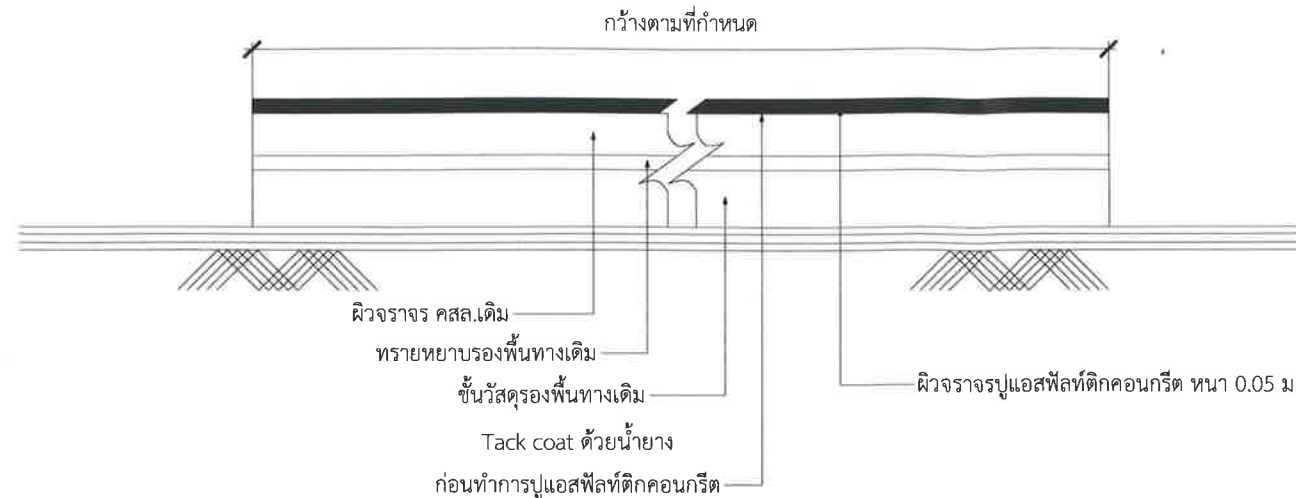 กว้างตามที่กำหนด
ผิวจราจร คสล.เดิม
ทรายหยาบรองพื้นทางเดิม
ชั้นวัสดุรองพื้นทางเดิม
ผิวจราจรปูแอสฟัลท์ติกคอนกรีต หนา 0.05 ม
Tack coat ด้วยน้ำยาง
ก่อนทำการปูแอสฟัลท์ติกคอนกรีต